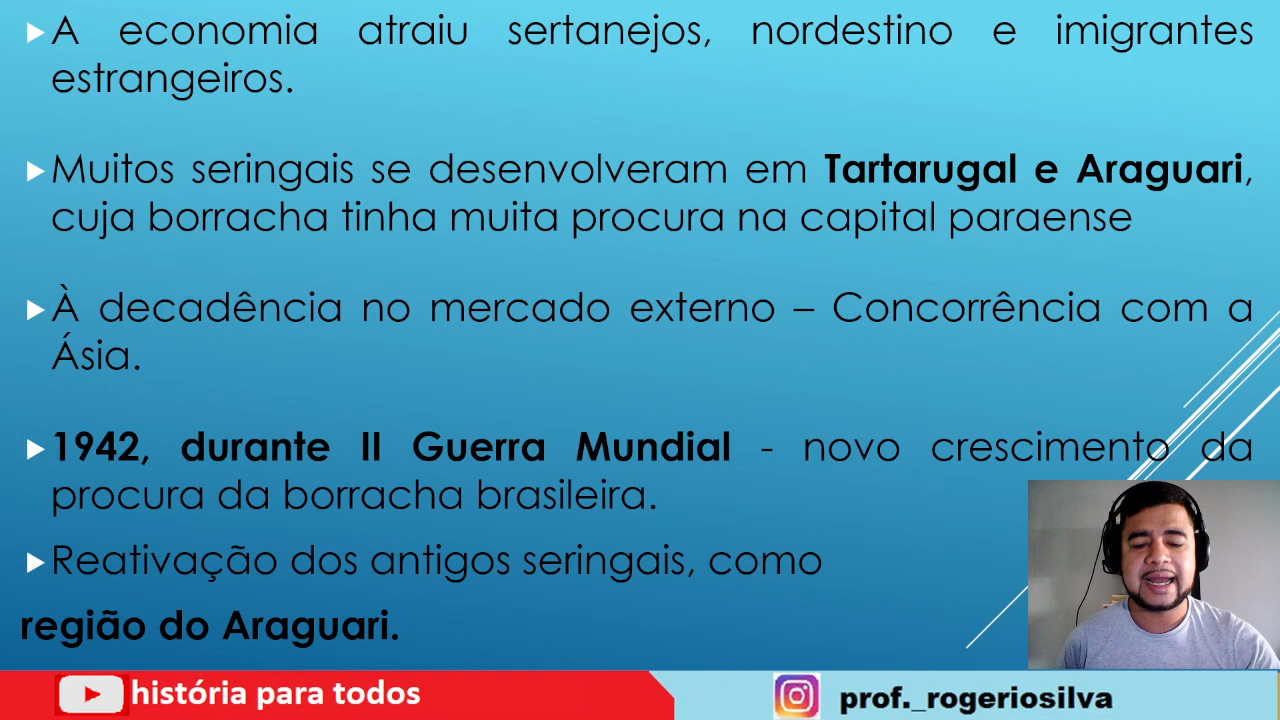 A economia atraiu sertanejos, nordestino e imigrantes
estrangeiros.
Muitos seringais se desenvolveram em Tartarugal e Araguari,
cuja borracha tinha muita procura na capital paraense
À decadência no mercado externo – Concorrência com a
Ásia.
1942, durante II Guerra Mundial - novo crescimento da
procura da borracha brasileira.
Reativação dos antigos seringais, como
região do Araguari.
história para todos
prof._rogeriosilva